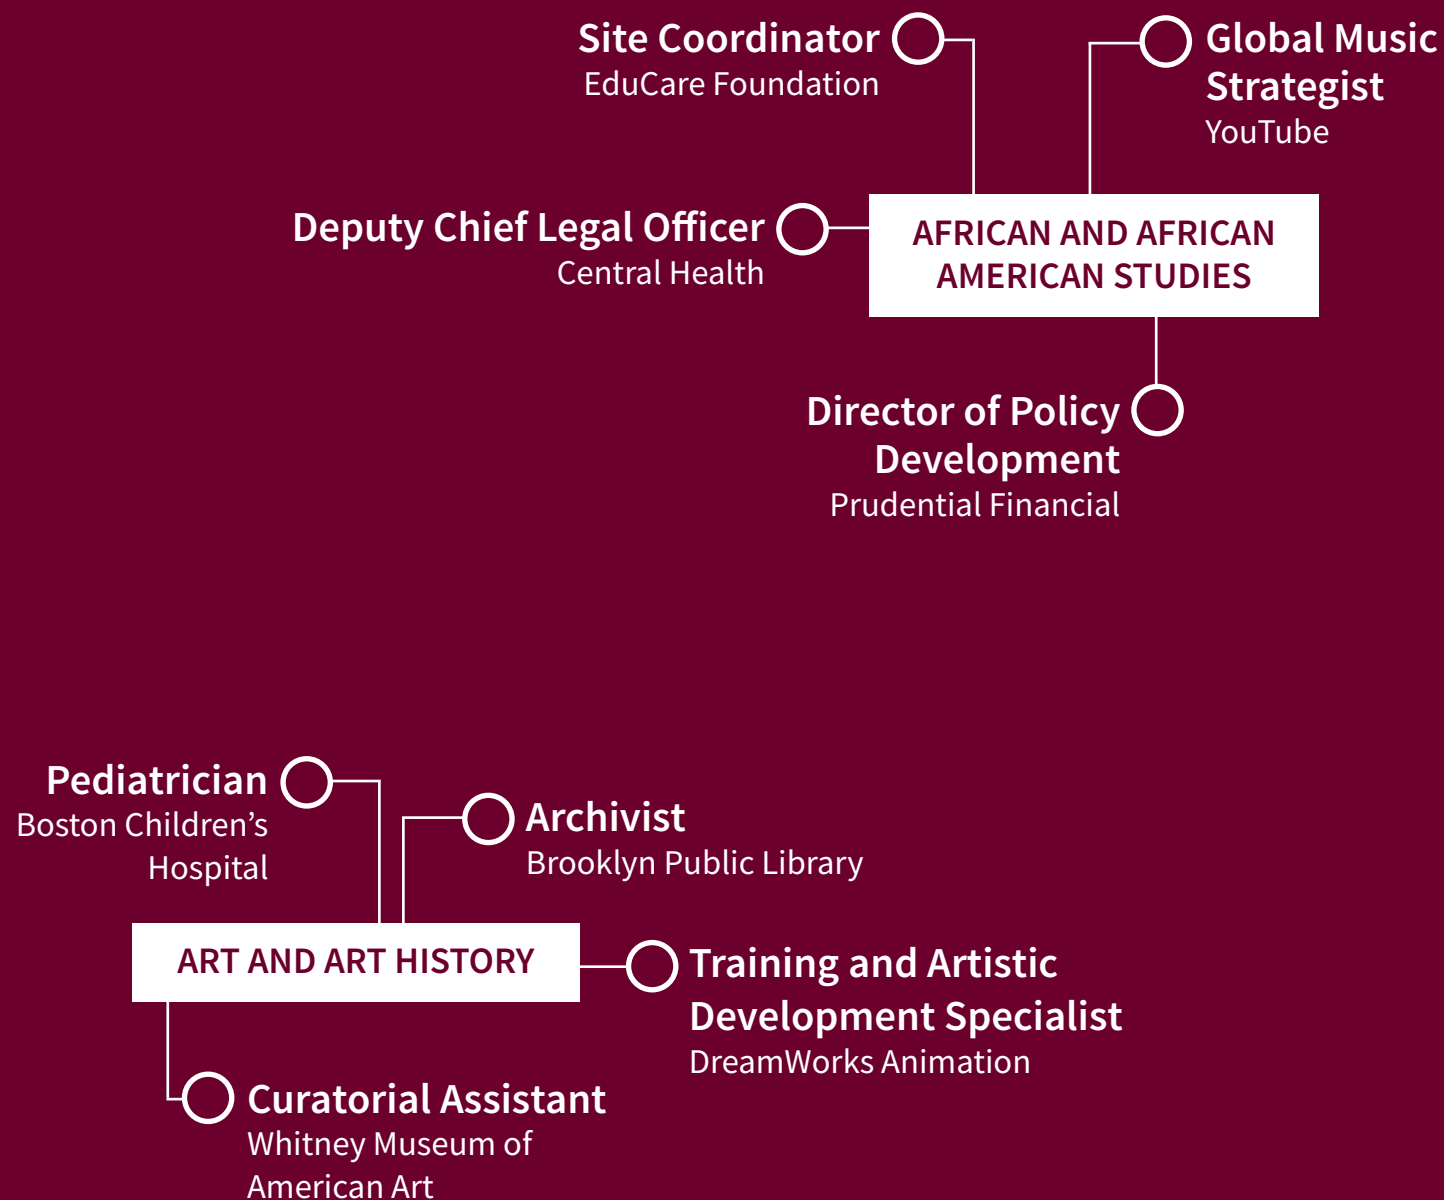 Site Coordinator
EduCare Foundation
Global Music
Strategist
YouTube
Deputy Chief Legal Officer
Central Health
AFRICAN AND AFRICAN
AMERICAN STUDIES
Director of Policy
Development
Prudential Financial
Pediatrician
Boston Children’s
Hospital
Archivist
Brooklyn Public Library
ART AND ART HISTORY
Training and Artistic
Development Specialist
DreamWorks Animation
Curatorial Assistant
Whitney Museum of
American Art